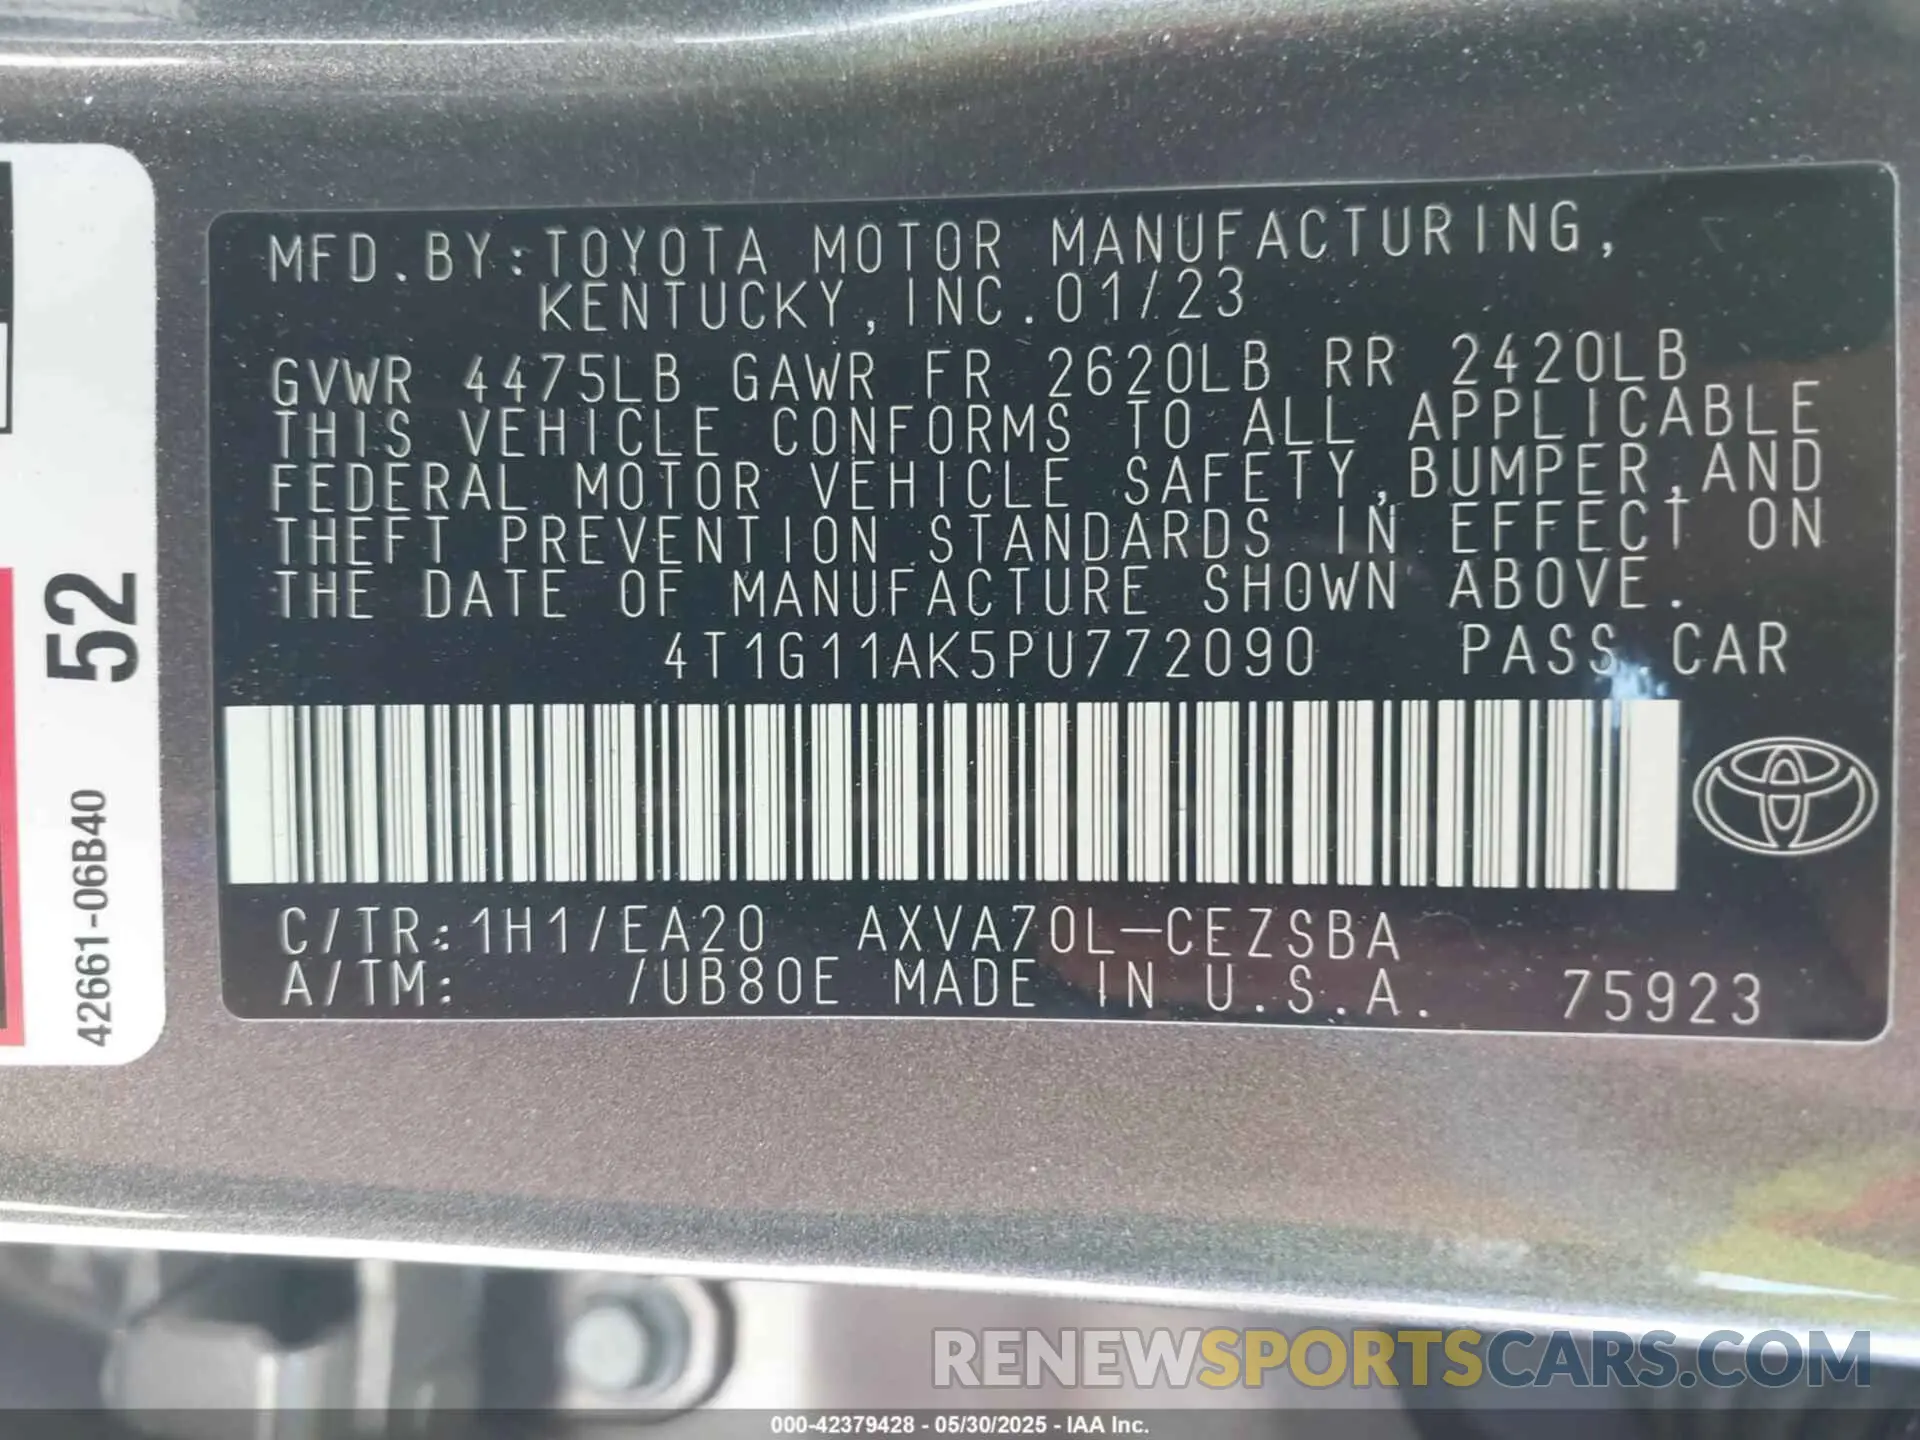 MFD.BY:TOYOTA MOTOR MANUFACTURING,
KENTUCKY,INC.01/23
GVWR 4475LB GAWR FR 2620LB RR 2420LB
THIS VEHICLE CONFORMS TO ALL APPLICABLE
FEDERAL MOTOR VEHICLE SAFETY,BUMPER,AND
THEFT PREVENTION STANDARDS IN EFFECT ON
THE DATE OF MANUFACTURE SHOWN ABOVE.
4T1G11AK5PU772090 PASS.CAR
C/TR:1H1/EA20 AXVA70L-CEZSBA
A/TM: /UB80E MADE IN U.S.A. 75923
52
42661-06B40
RENEWSPORTSCARS.COM
000-42379428 - 05/30/2025 - IAA Inc.